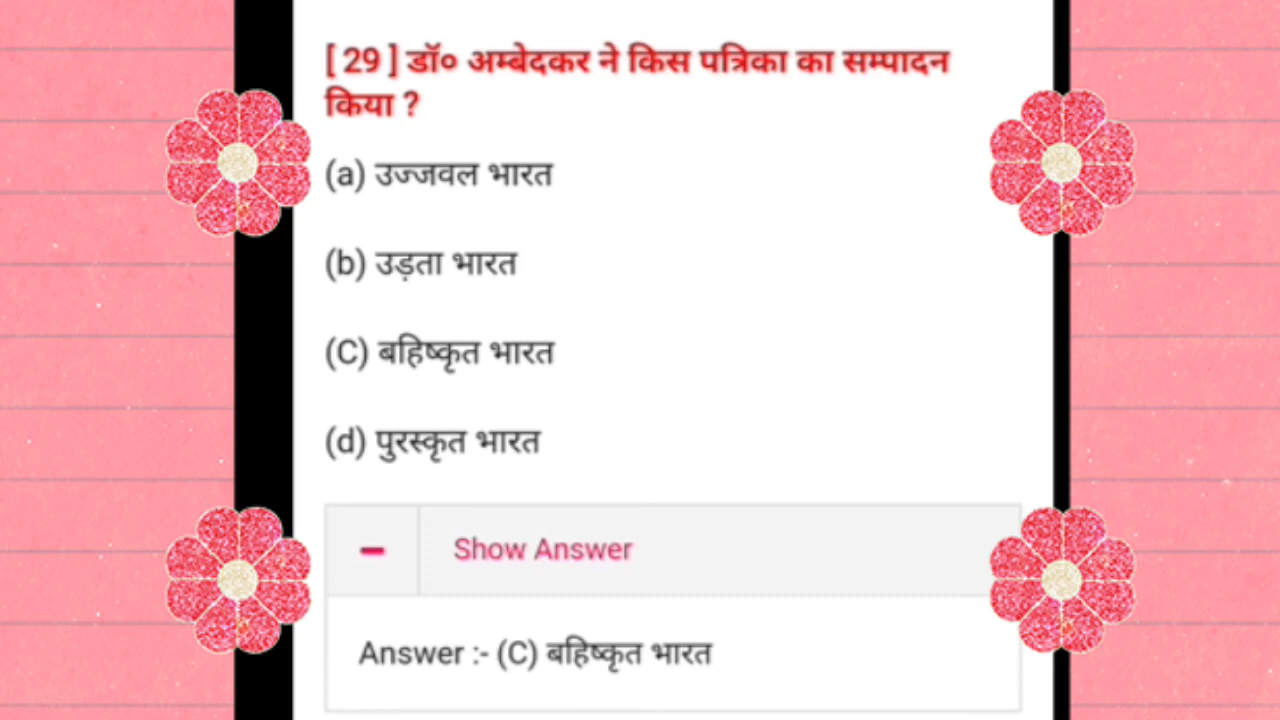 [ 29 ] डॉ० अम्बेदकर ने किस पत्रिका का सम्पादन
किया ?
(a) उज्जवल भारत
(b) उड़ता भारत
(C) बहिष्कृत भारत
(d) पुरस्कृत भारत
Show Answer
Answer :- (C) बहिष्कृत भारत